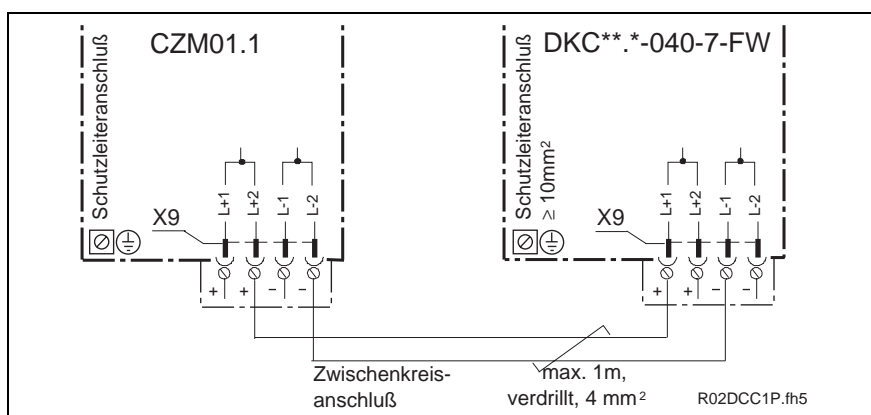 CZM01.1
Schutzleiteranschluß
L+1
L+2
L-1
L-2
X9
+
+
−
−
DKC**.*-040-7-FW
Schutzleiteranschluß
≥ 10mm²
L+1
L+2
L-1
L-2
X9
+
+
−
−
Zwischenkreis-
anschluß
max. 1m,
verdrillt, 4 mm²
R02DCC1P.fh5